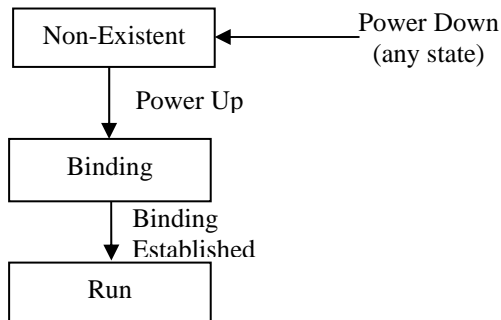 Non-Existent
Power Down
(any state)
Power Up
Binding
Binding
Established
Run